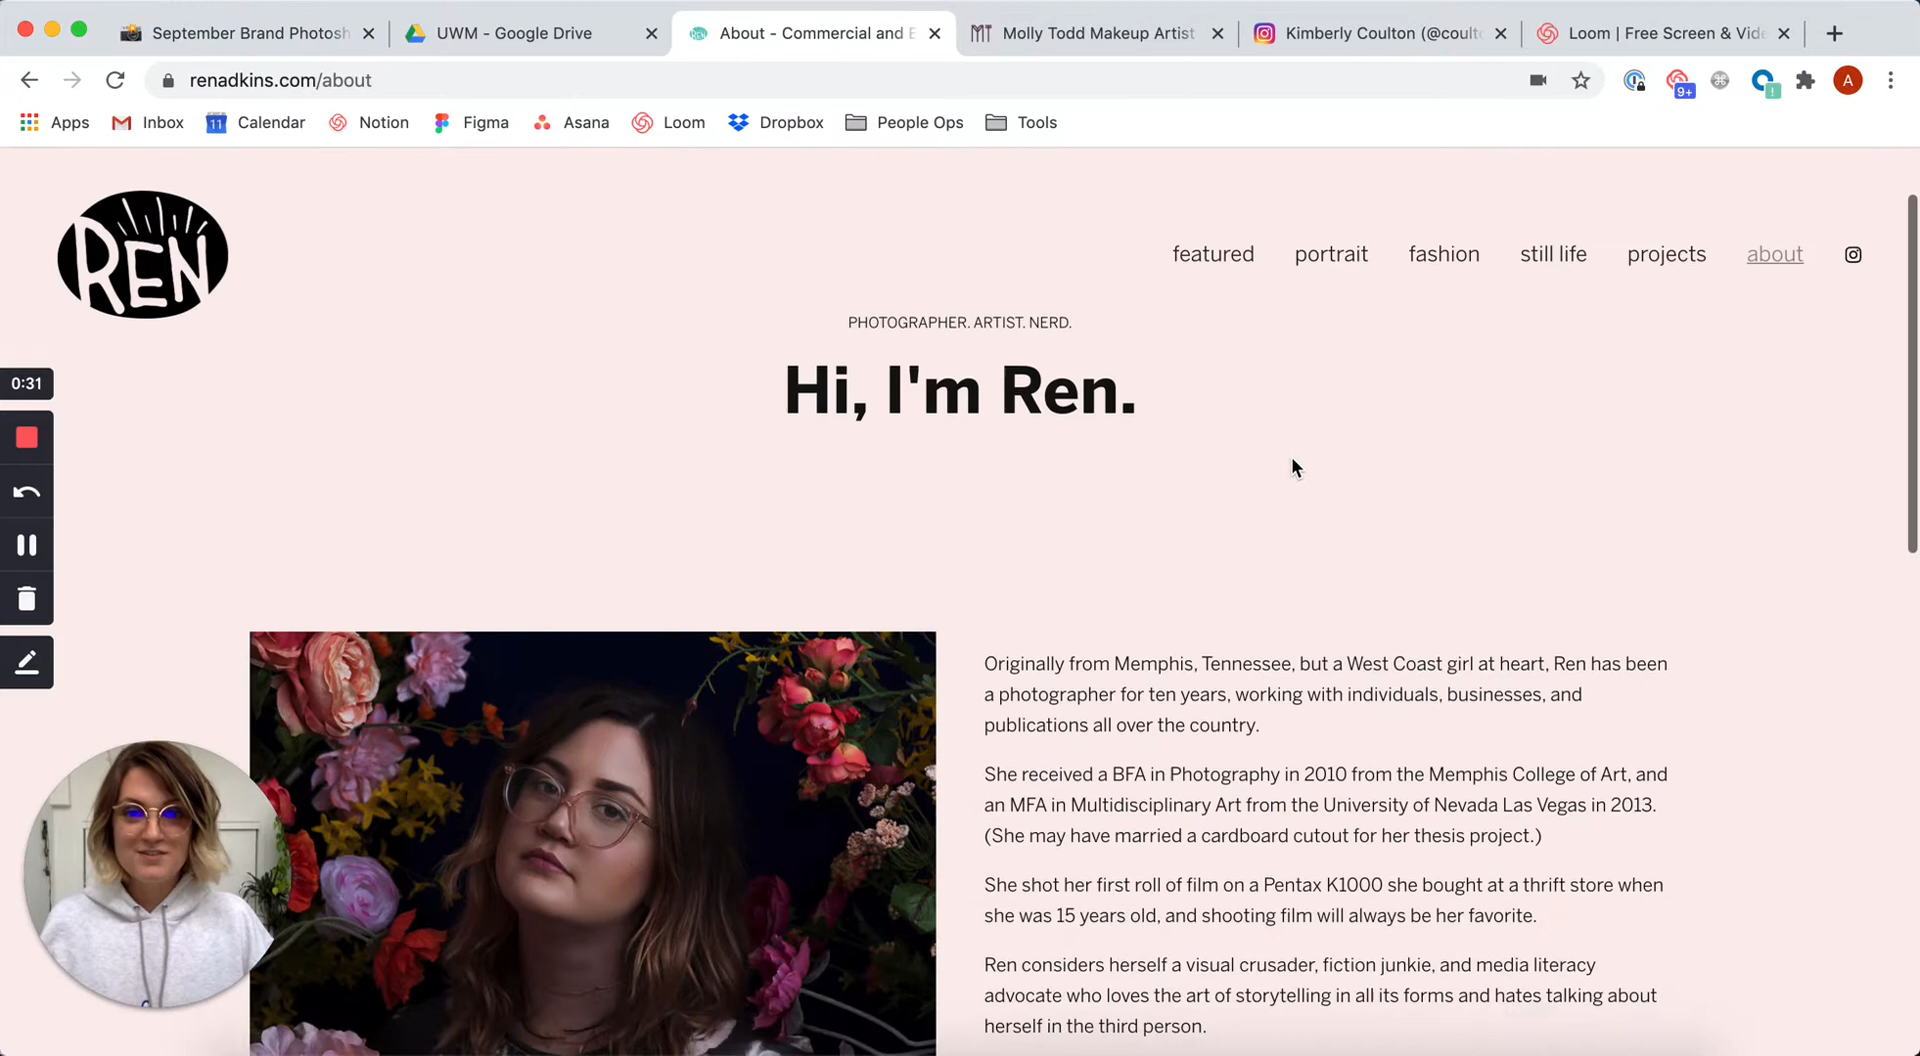 September Brand Photosh
UWM - Google Drive
About - Commercial and E
Molly Todd Makeup Artist
Kimberly Coulton (@coult
Loom | Free Screen & Vide
renadkins.com/about
9+
A
Apps
Inbox
11
Calendar
Notion
Figma
Asana
Loom
Dropbox
People Ops
Tools
REN
featured
portrait
fashion
still life
projects
about
PHOTOGRAPHER. ARTIST. NERD.
Hi, I'm Ren.
0:31
Originally from Memphis, Tennessee, but a West Coast girl at heart, Ren has been
a photographer for ten years, working with individuals, businesses, and
publications all over the country.
She received a BFA in Photography in 2010 from the Memphis College of Art, and
an MFA in Multidisciplinary Art from the University of Nevada Las Vegas in 2013.
(She may have married a cardboard cutout for her thesis project.)
She shot her first roll of film on a Pentax K1000 she bought at a thrift store when
she was 15 years old, and shooting film will always be her favorite.
Ren considers herself a visual crusader, fiction junkie, and media literacy
advocate who loves the art of storytelling in all its forms and hates talking about
herself in the third person.